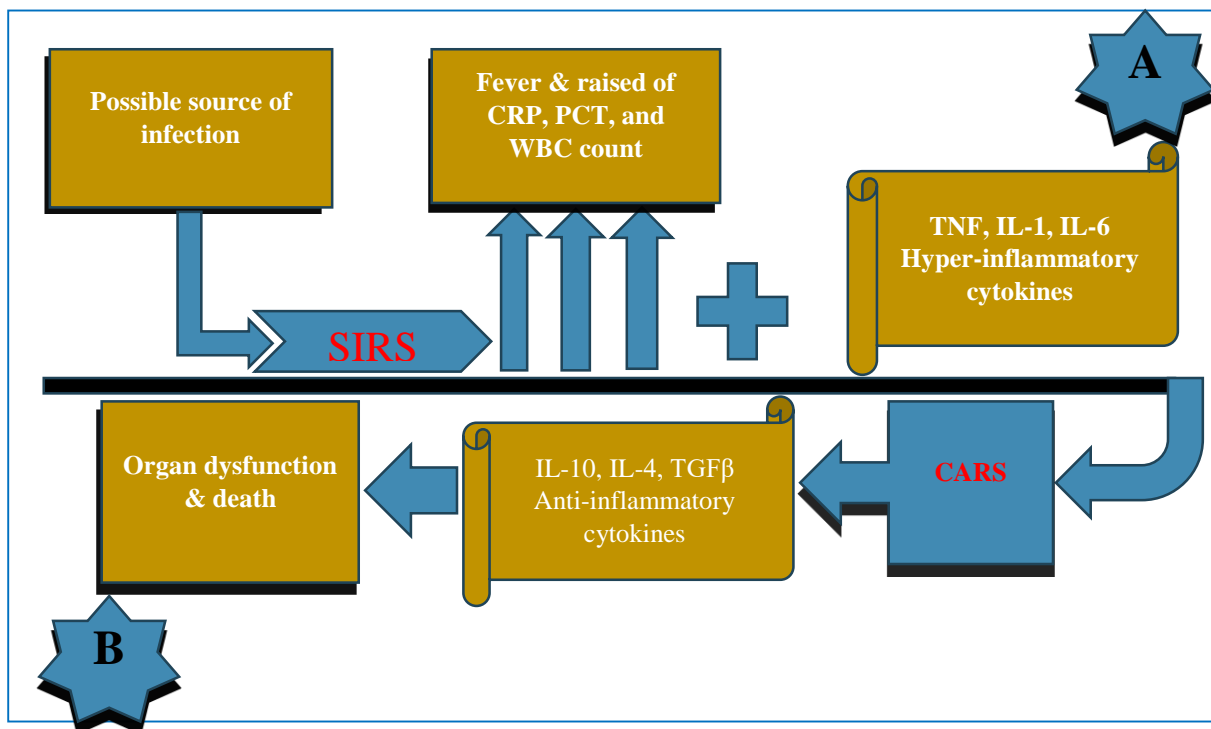 Possible source of
infection
Fever & raised of
CRP, PCT, and
WBC count
A
TNF, IL-1, IL-6
Hyper-inflammatory
cytokines
SIRS
Organ dysfunction
& death
IL-10, IL-4, TGFβ
Anti-inflammatory
cytokines
CARS
B